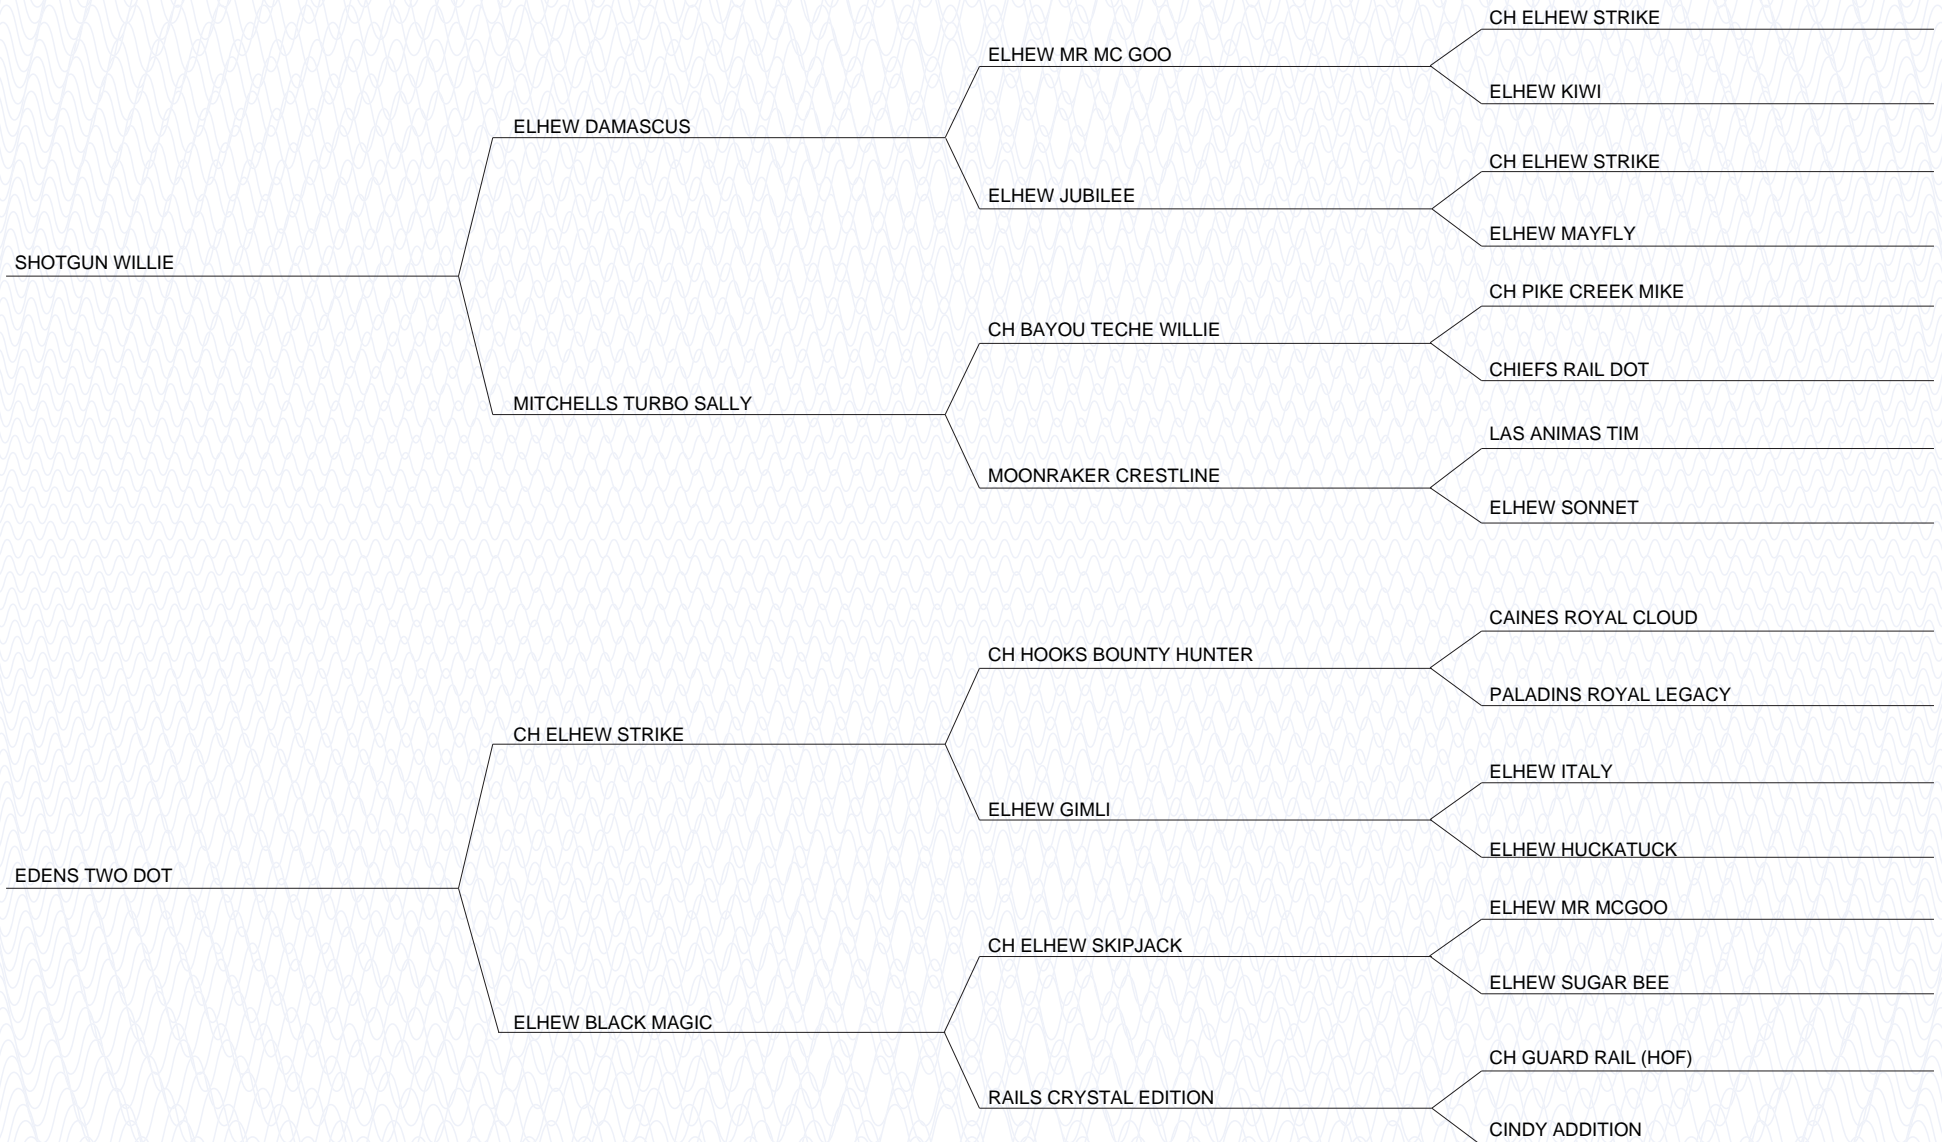 CH ELHEW STRIKE
ELHEW MR MC GOO
ELHEW KIWI
ELHEW DAMASCUS
CH ELHEW STRIKE
ELHEW JUBILEE
ELHEW MAYFLY
SHOTGUN WILLIE
CH PIKE CREEK MIKE
CH BAYOU TECHE WILLIE
CHIEFS RAIL DOT
MITCHELLS TURBO SALLY
LAS ANIMAS TIM
MOONRAKER CRESTLINE
ELHEW SONNET
CAINES ROYAL CLOUD
CH HOOKS BOUNTY HUNTER
PALADINS ROYAL LEGACY
CH ELHEW STRIKE
ELHEW ITALY
ELHEW GIMLI
ELHEW HUCKATUCK
EDENS TWO DOT
ELHEW MR MCGOO
CH ELHEW SKIPJACK
ELHEW SUGAR BEE
ELHEW BLACK MAGIC
CH GUARD RAIL (HOF)
RAILS CRYSTAL EDITION
CINDY ADDITION